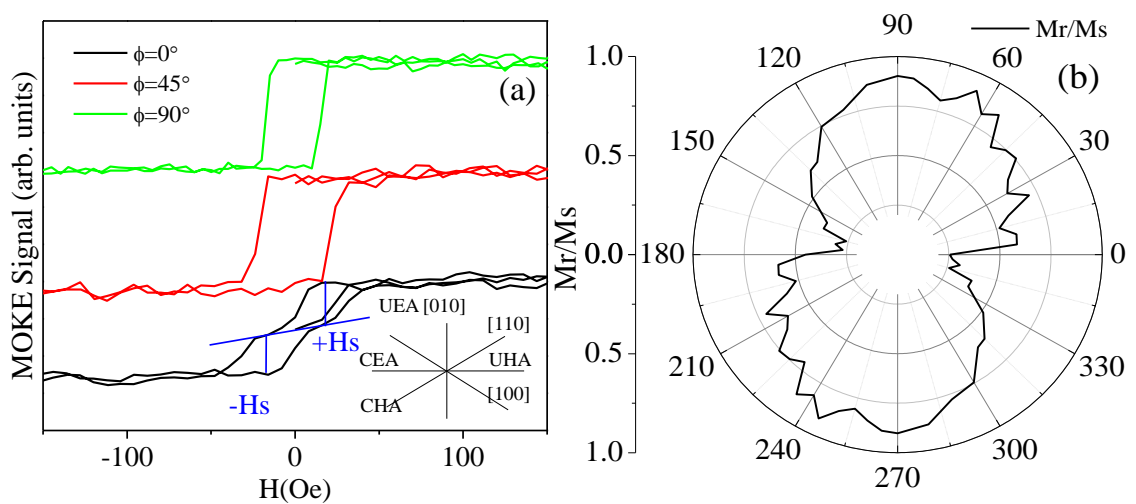 ϕ=0°
ϕ=45°
ϕ=90°
(a)
MOKE Signal (arb. units)
+Hs
-Hs
UEA [010]
[110]
CEA
UHA
[100]
CHA
-100
0
100
H(Oe)
Mr/Ms
(b)
Mr/Ms
1.0
0.5
0.0
0.0
0.5
1.0
0
30
60
90
120
150
180
210
240
270
300
330